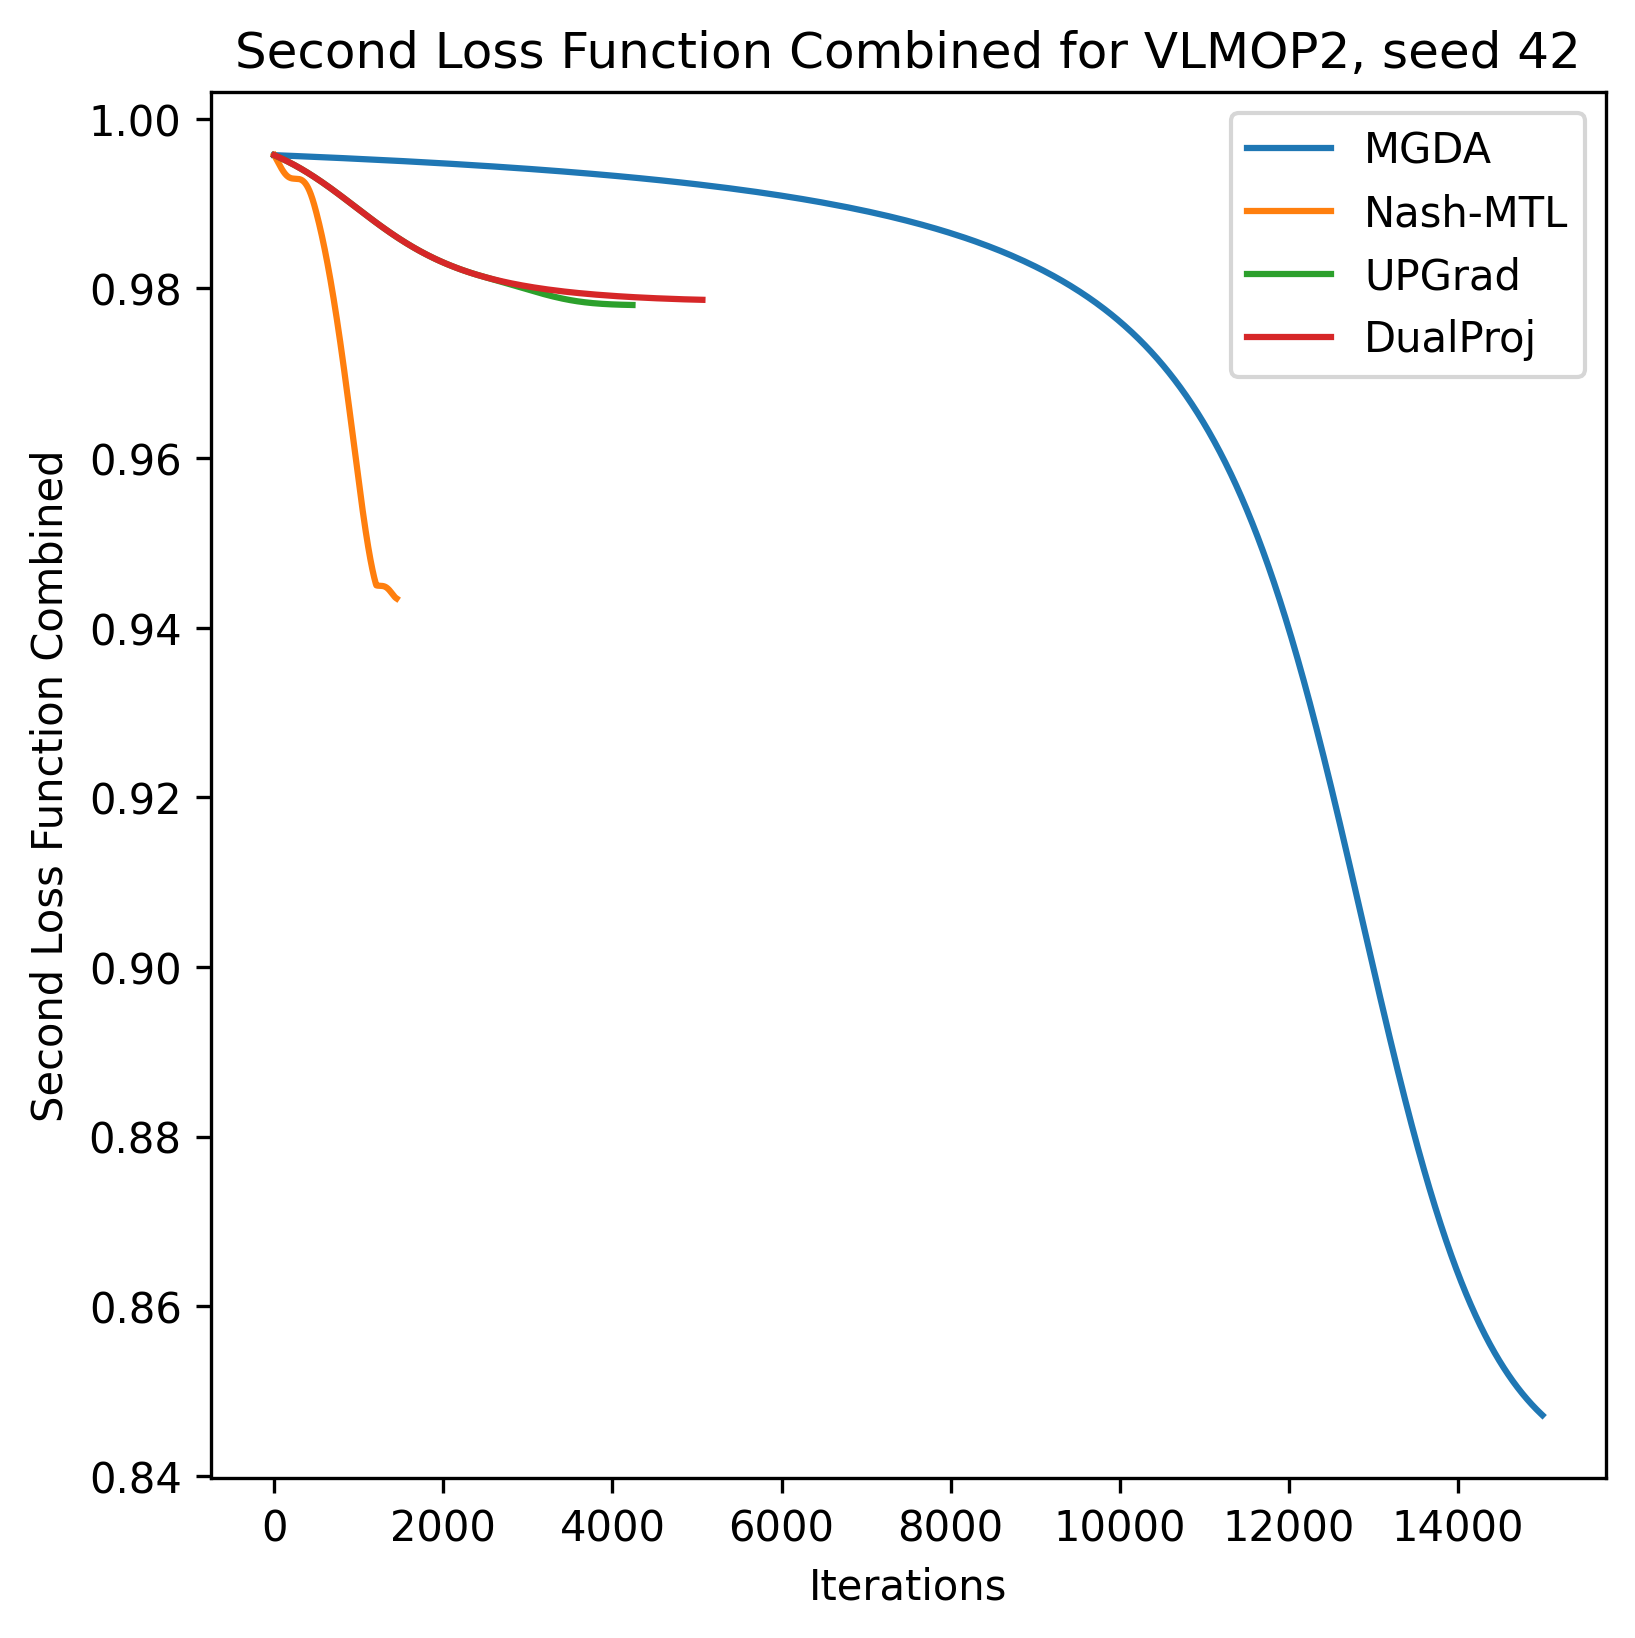 Second Loss Function Combined for VLMOP2, seed 42
1.00
0.98
0.96
0.94
0.92
0.90
0.88
0.86
0.84
Second Loss Function Combined
MGDA
Nash-MTL
UPGrad
DualProj
0 2000 4000 6000 8000 10000 12000 14000
Iterations